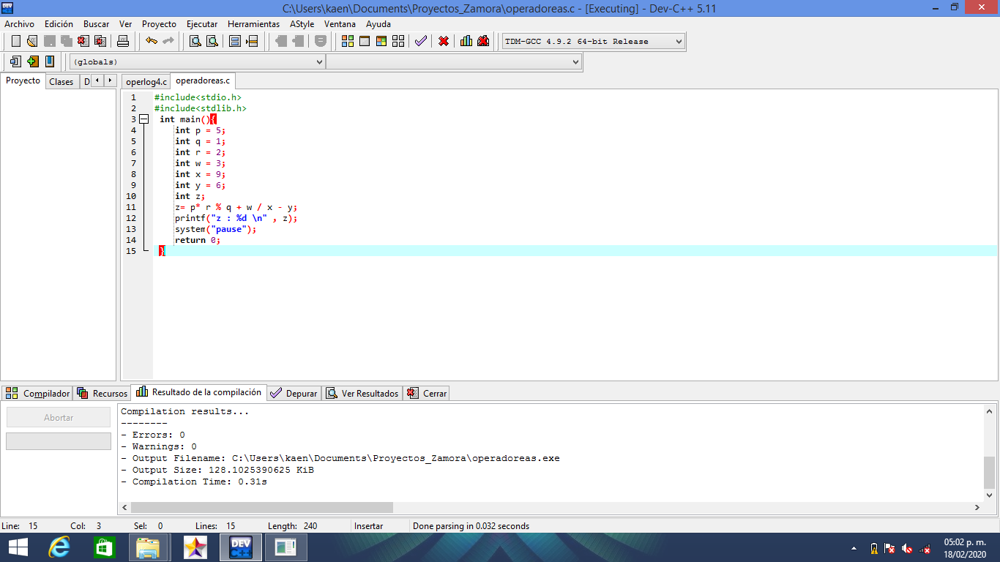 C:\Users\kaen\Documents\Proyectos_Zamora\operadoreas.c - [Executing] - Dev-C++ 5.11
Archivo Edición Buscar Ver Proyecto Ejecutar Herramientas AStyle Ventana Ayuda
TDM-GCC 4.9.2 64-bit Release
(globals)
Proyecto Clases D operlog4.c operadoreas.c
1 #include<stdio.h>
2 #include<stdlib.h>
3 int main(){
4 int p = 5;
5 int q = 1;
6 int r = 2;
7 int w = 3;
8 int x = 9;
9 int y = 6;
10 int z;
11 z= p* r % q + w / x - y;
12 printf("z : %d \n" , z);
13 system("pause");
14 return 0;
15 }
Compilador Recursos Resultado de la compilación Depurar Ver Resultados Cerrar
Abortar
Compilation results...
--------
- Errors: 0
- Warnings: 0
- Output Filename: C:\Users\kaen\Documents\Proyectos_Zamora\operadoreas.exe
- Output Size: 128.1025390625 KiB
- Compilation Time: 0.31s
Line: 15 Col: 3 Sel: 0 Lines: 15 Length: 240 Insertar Done parsing in 0.032 seconds
DEV C++
05:02 p. m.
18/02/2020